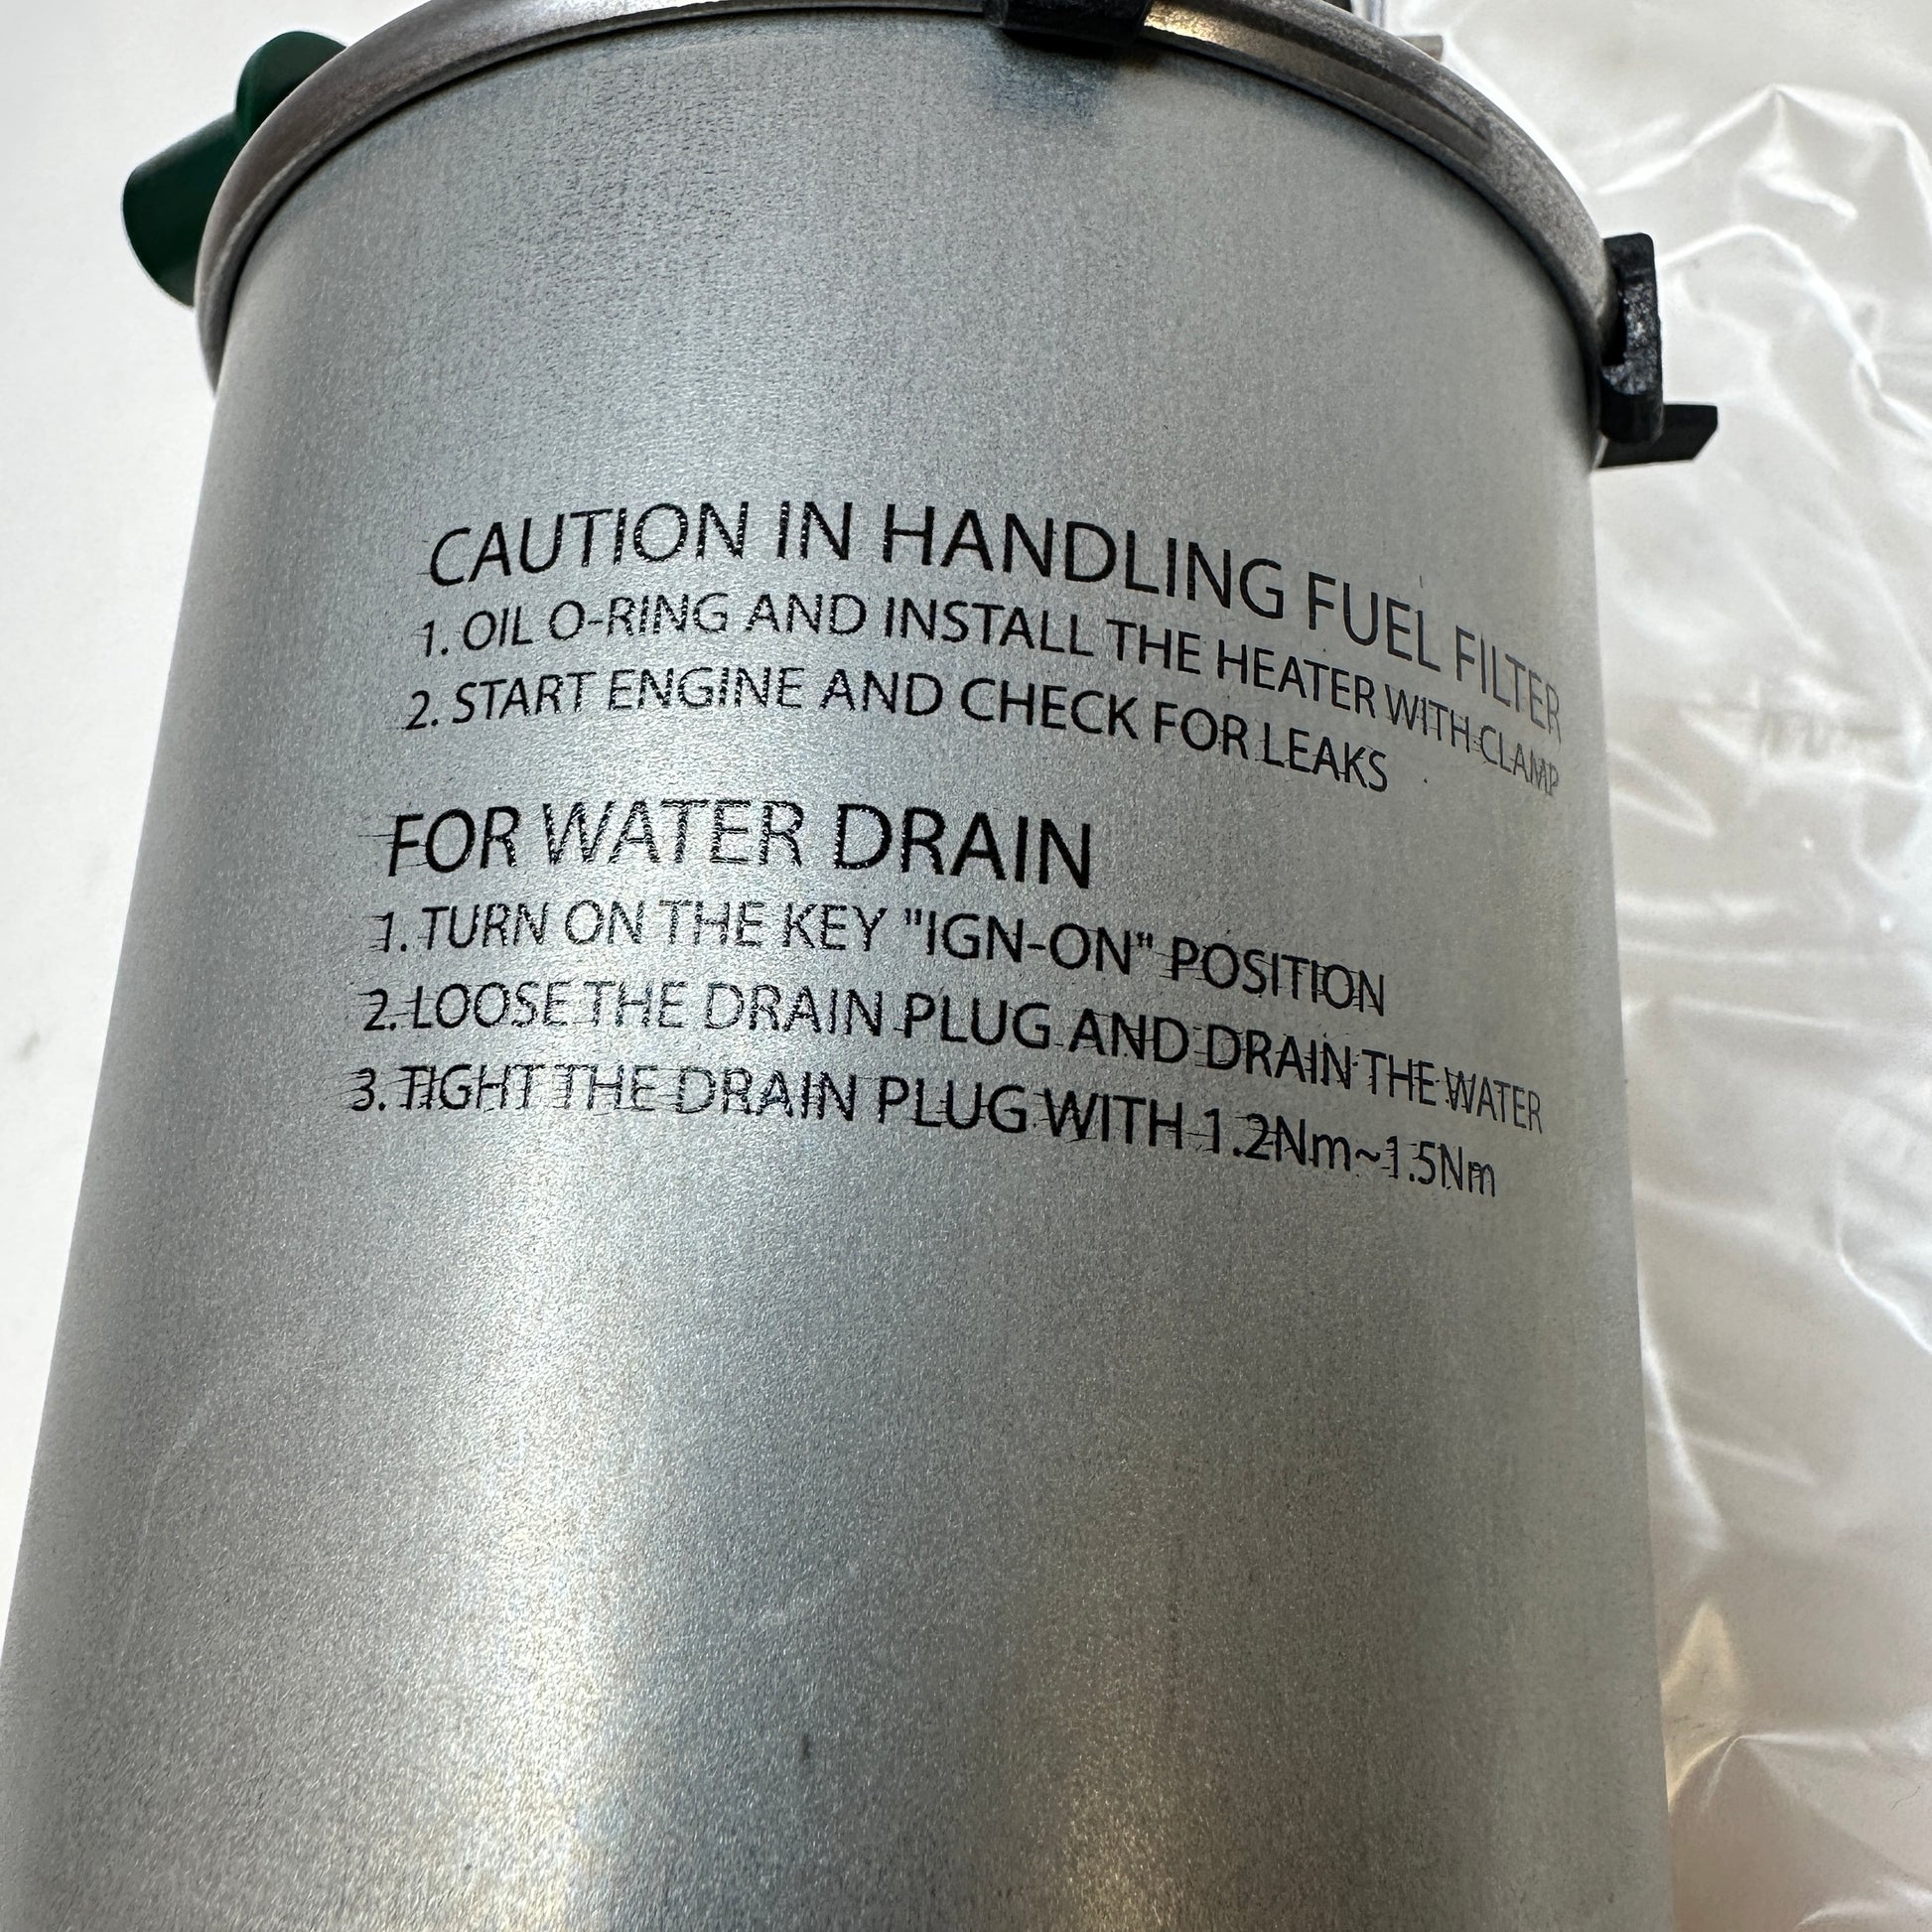 CAUTION IN HANDLING FUEL FILTER
1. OIL O-RING AND INSTALL THE HEATER WITH CLAMP
2. START ENGINE AND CHECK FOR LEAKS
FOR WATER DRAIN
1. TURN ON THE KEY "IGN-ON" POSITION
2. LOOSE THE DRAIN PLUG AND DRAIN THE WATER
3. TIGHT THE DRAIN PLUG WITH 1.2Nm~1.5Nm